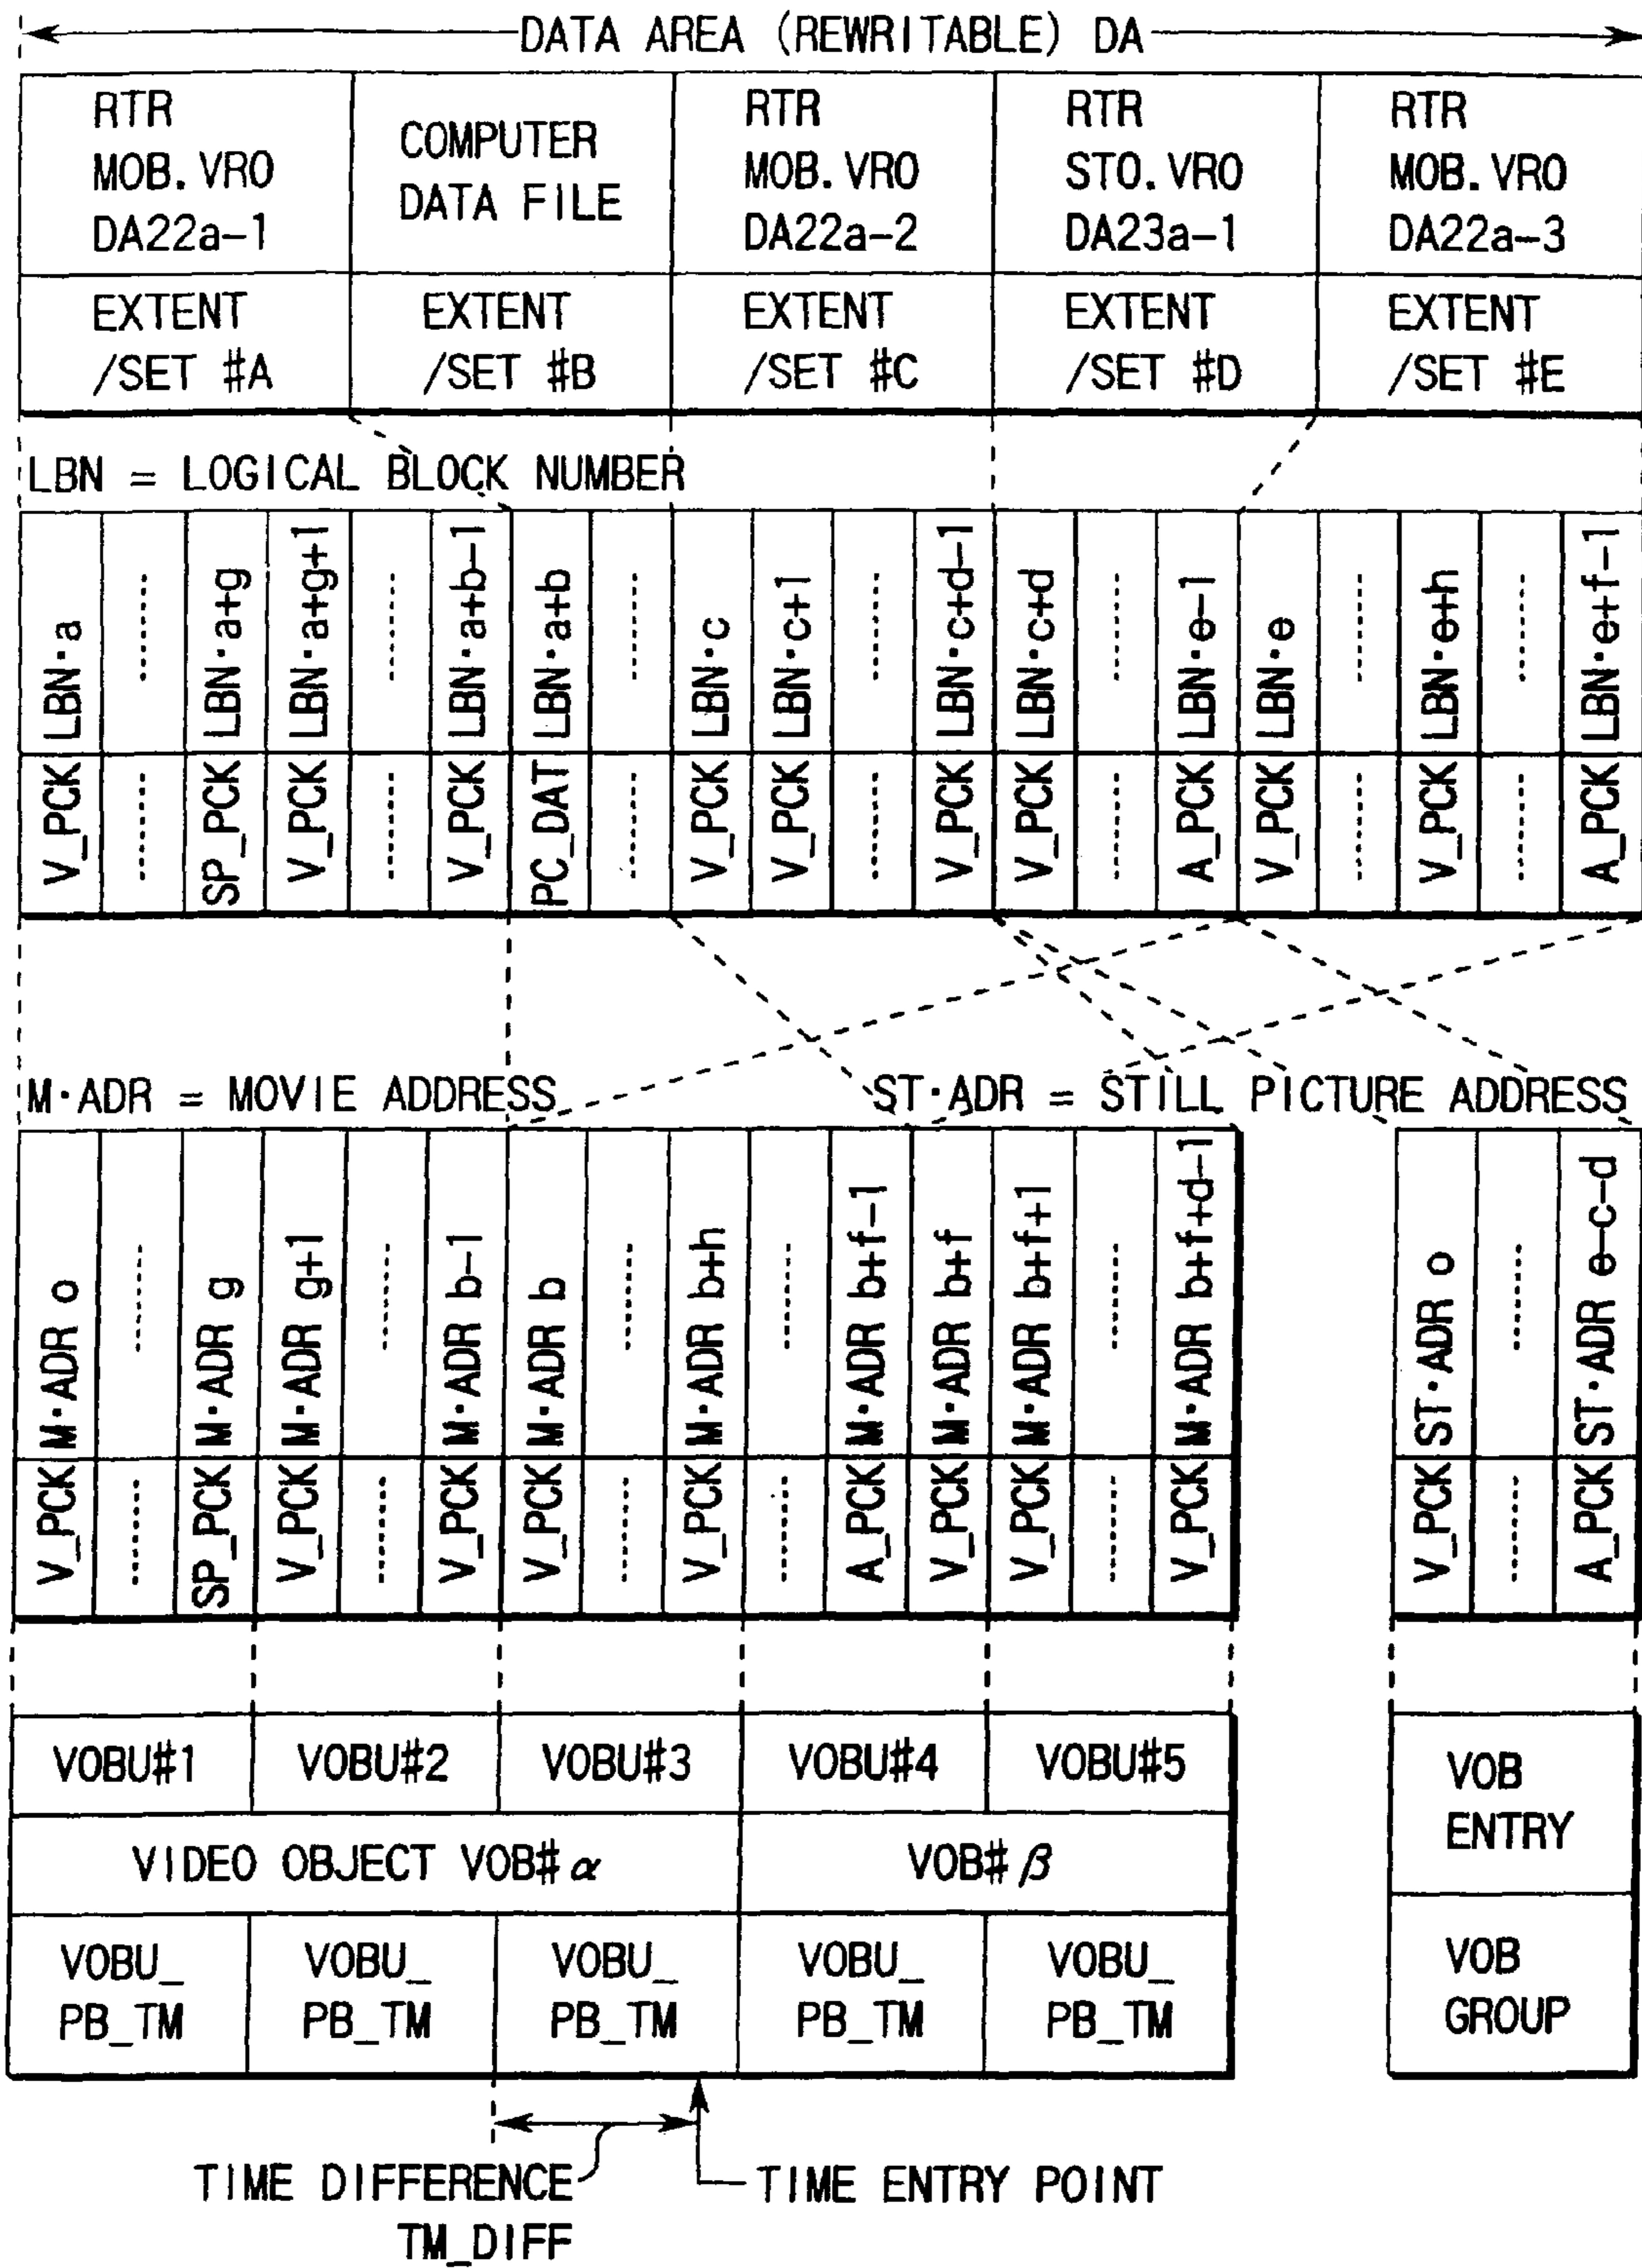 DATA AREA (REWRITABLE) DA
RTR
MOB.VRO
DA22a-1
COMPUTER
DATA FILE
RTR
MOB.VRO
DA22a-2
RTR
STO.VRO
DA23a-1
RTR
MOB.VRO
DA22a-3
EXTENT
/SET #A
EXTENT
/SET #B
EXTENT
/SET #C
EXTENT
/SET #D
EXTENT
/SET #E
LBN = LOGICAL BLOCK NUMBER
LBN·a
LBN·a+g
LBN·a+g+1
LBN·a+b-1
LBN·a+b
LBN·c
LBN·c+1
LBN·c+d-1
LBN·c+d
LBN·e-1
LBN·e
LBN·e+h
LBN·e+f-1
V_PCK
SP_PCK
V_PCK
V_PCK
PC_DAT
V_PCK
V_PCK
V_PCK
V_PCK
A_PCK
V_PCK
V_PCK
A_PCK
M·ADR = MOVIE ADDRESS
ST·ADR = STILL PICTURE ADDRESS
M·ADR o
M·ADR g
M·ADR g+1
M·ADR b-1
M·ADR b
M·ADR b+h
M·ADR b+f-1
M·ADR b+f
M·ADR b+f+1
M·ADR b+f+d-1
ST·ADR o
ST·ADR e-c-d
V_PCK
SP_PCK
V_PCK
V_PCK
V_PCK
V_PCK
A_PCK
V_PCK
V_PCK
V_PCK
V_PCK
A_PCK
VOBU#1
VOBU#2
VOBU#3
VOBU#4
VOBU#5
VOB
ENTRY
VIDEO OBJECT VOB#α
VOB#β
VOBU_
PB_TM
VOBU_
PB_TM
VOBU_
PB_TM
VOBU_
PB_TM
VOBU_
PB_TM
VOB
GROUP
TIME DIFFERENCE
TM_DIFF
TIME ENTRY POINT